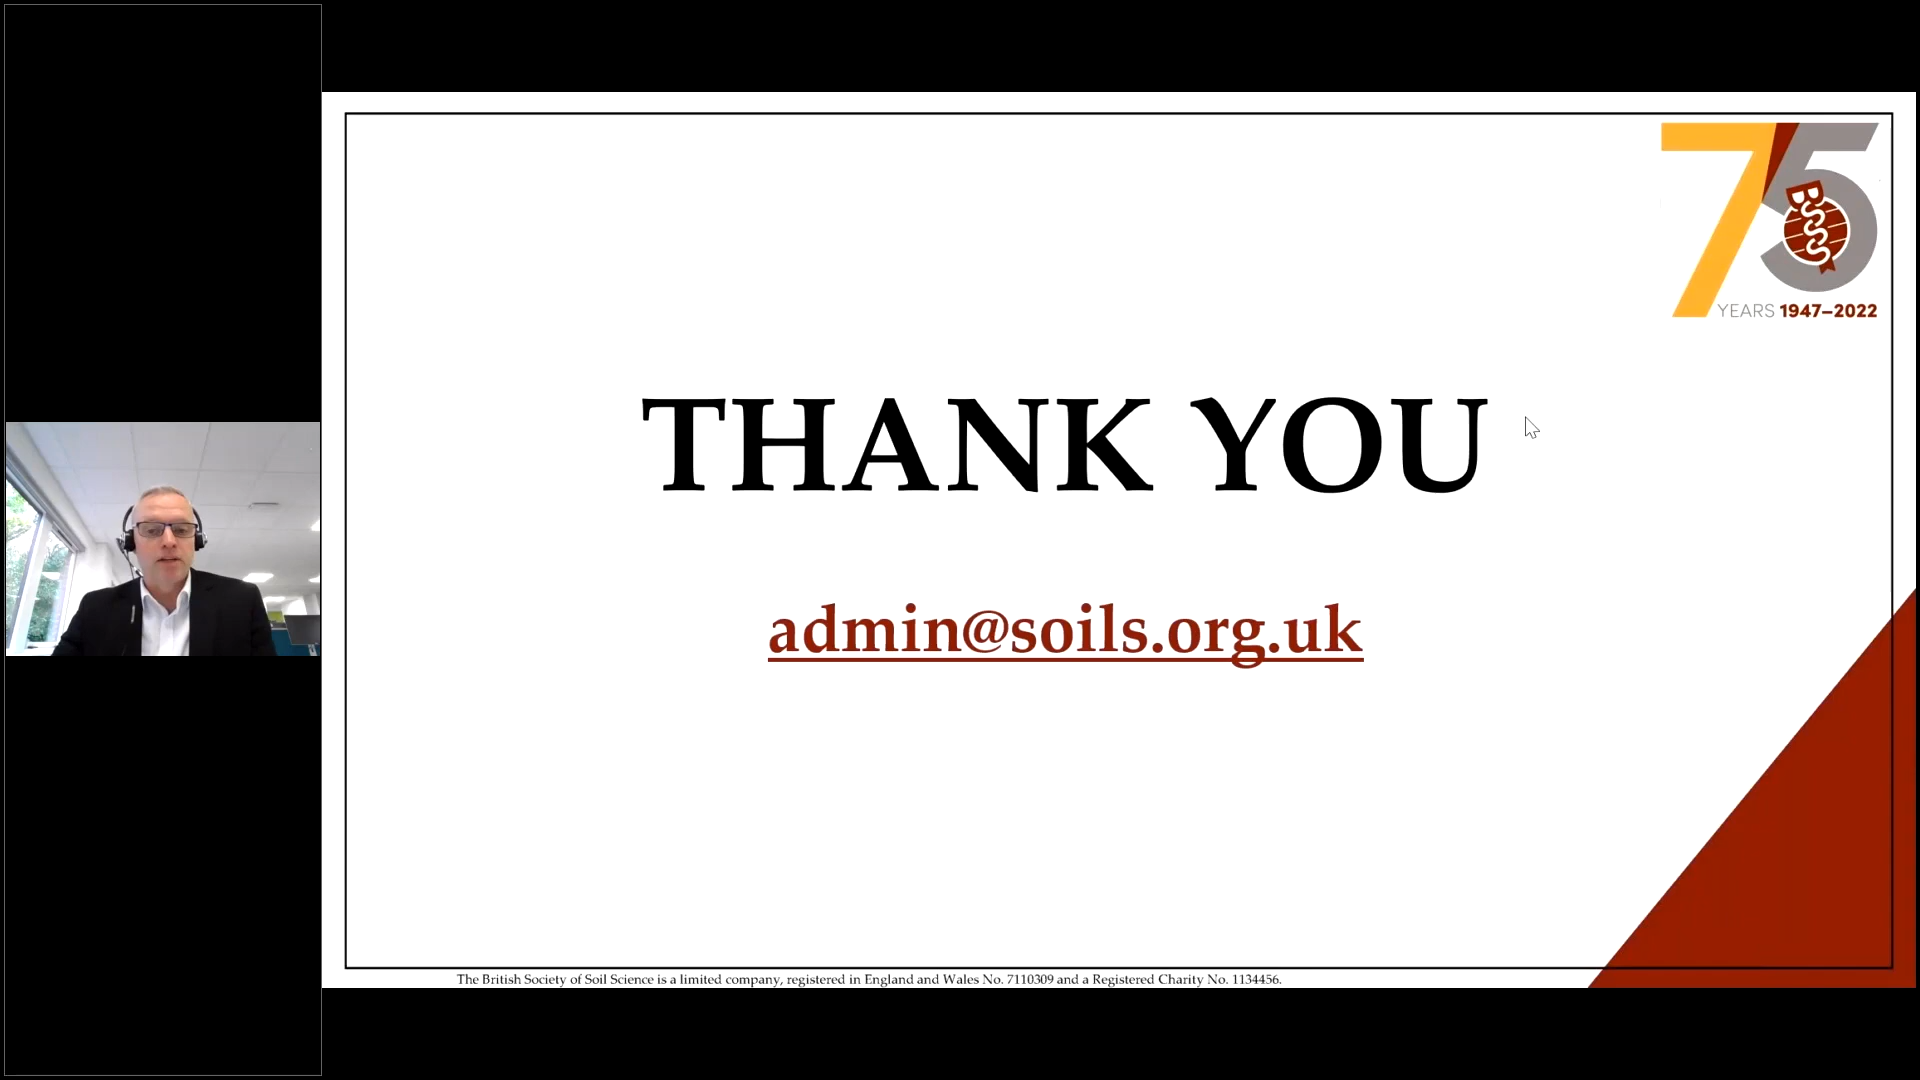 75
BSSS
YEARS 1947–2022
THANK YOU
admin@soils.org.uk
The British Society of Soil Science is a limited company, registered in England and Wales No. 7110309 and a Registered Charity No. 1134456.